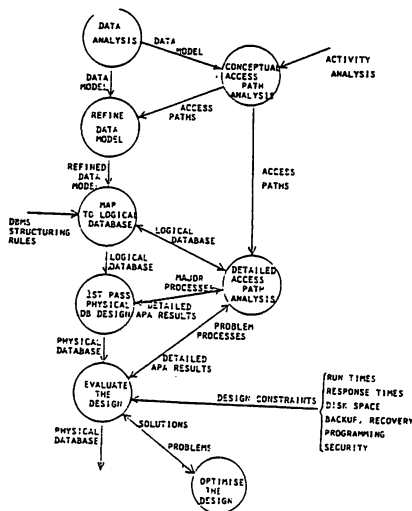 DATA
ANALYSIS
DATA
MODEL
DATA
MODEL
CONCEPTUAL
ACCESS
PATH
ANALYSIS
ACTIVITY
ANALYSIS
REFINE
DATA
MODEL
ACCESS
PATHS
ACCESS
PATHS
REFINED
DATA
MODEL
MAP
TO LOGICAL
DATABASE
DBMS
STRUCTURING
RULES
LOGICAL
DATABASE
LOGICAL
DATABASE
DETAILED
ACCESS
PATH
ANALYSIS
MAJOR
PROCESSES
1ST PASS
PHYSICAL
DB DESIGN
DETAILED
APA RESULTS
PROBLEM
PROCESSES
PHYSICAL
DATABASE
DETAILED
APA RESULTS
EVALUATE
THE
DESIGN
DESIGN CONSTRAINTS
RUN TIMES
RESPONSE TIMES
DISK SPACE
BACKUP, RECOVERY
PROGRAMMING
SECURITY
PHYSICAL
DATABASE
SOLUTIONS
PROBLEMS
OPTIMISE
THE
DESIGN